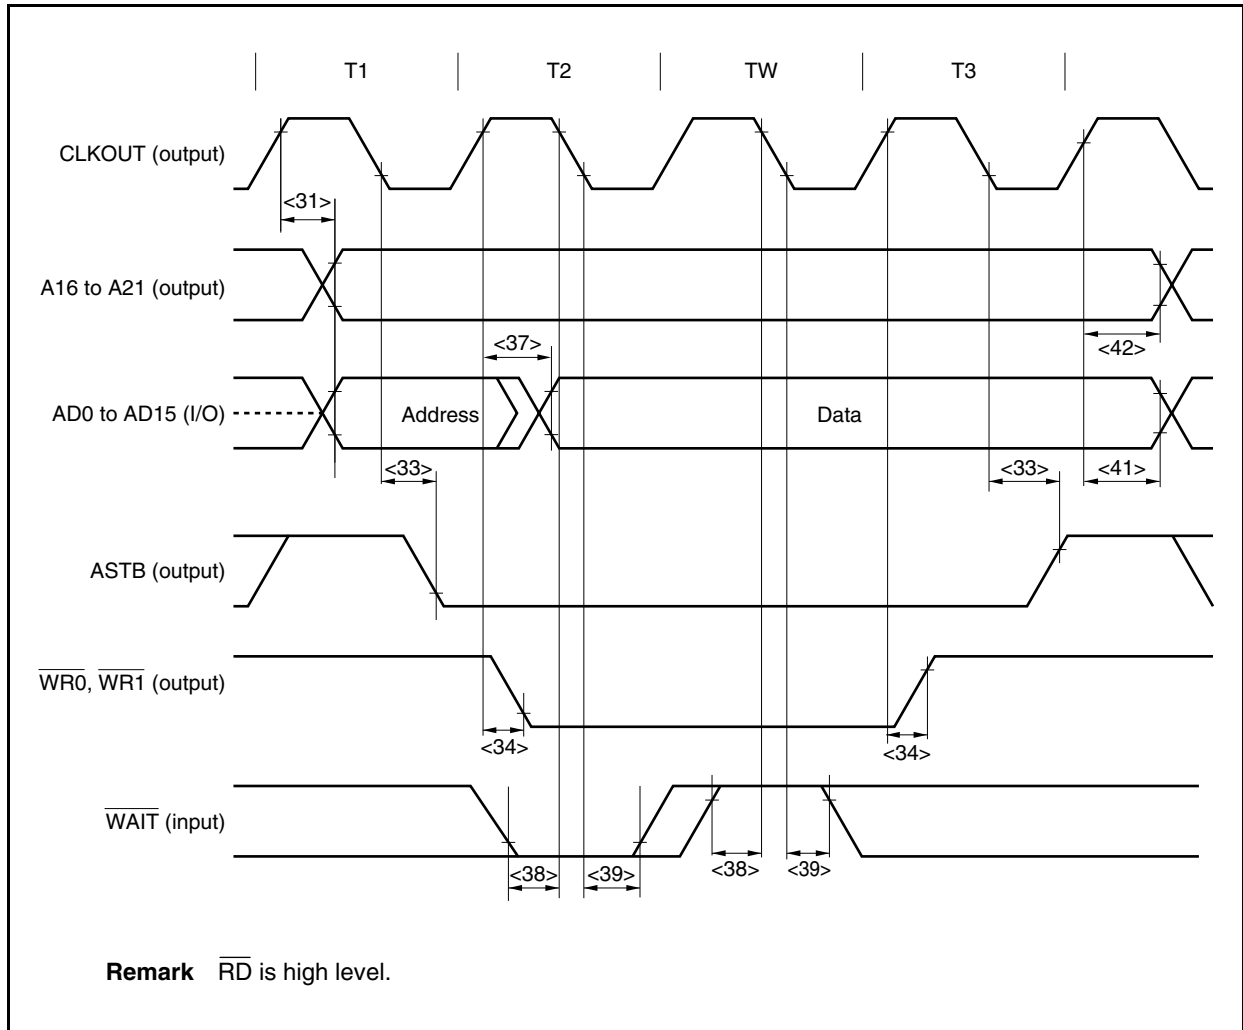 T1 T2 TW T3
CLKOUT (output)
<31>
A16 to A21 (output)
<37> <42>
AD0 to AD15 (I/O) Address Data
<33> <33> <41>
ASTB (output)
WR0, WR1 (output)
<34> <34>
WAIT (input)
<38> <39> <38> <39>
Remark RD is high level.